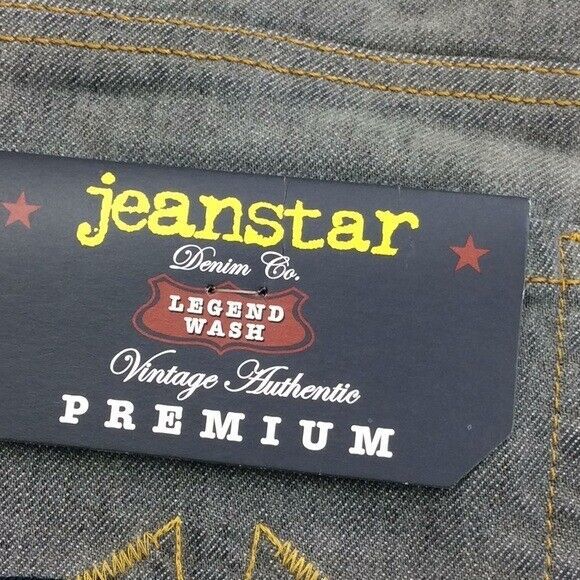 jeanstar
Denim Co.
LEGEND
WASH
Vintage Authentic
PREMIUM